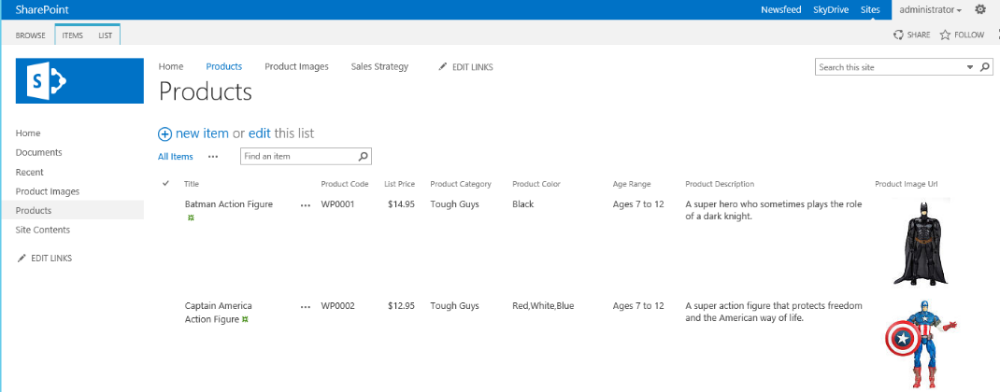 SharePoint
Newsfeed SkyDrive Sites administrator
BROWSE ITEMS LIST
SHARE FOLLOW
S
Home Products Product Images Sales Strategy EDIT LINKS
Search this site
Products
new item or edit this list
All Items ... Find an item
Home
Documents
Recent
Product Images
Products
Site Contents
EDIT LINKS
Title Product Code List Price Product Category Product Color Age Range Product Description Product Image Url
Batman Action Figure ... WP0001 $14.95 Tough Guys Black Ages 7 to 12 A super hero who sometimes plays the role
of a dark knight.
Captain America ... WP0002 $12.95 Tough Guys Red,White,Blue Ages 7 to 12 A super action figure that protects freedom
Action Figure and the American way of life.